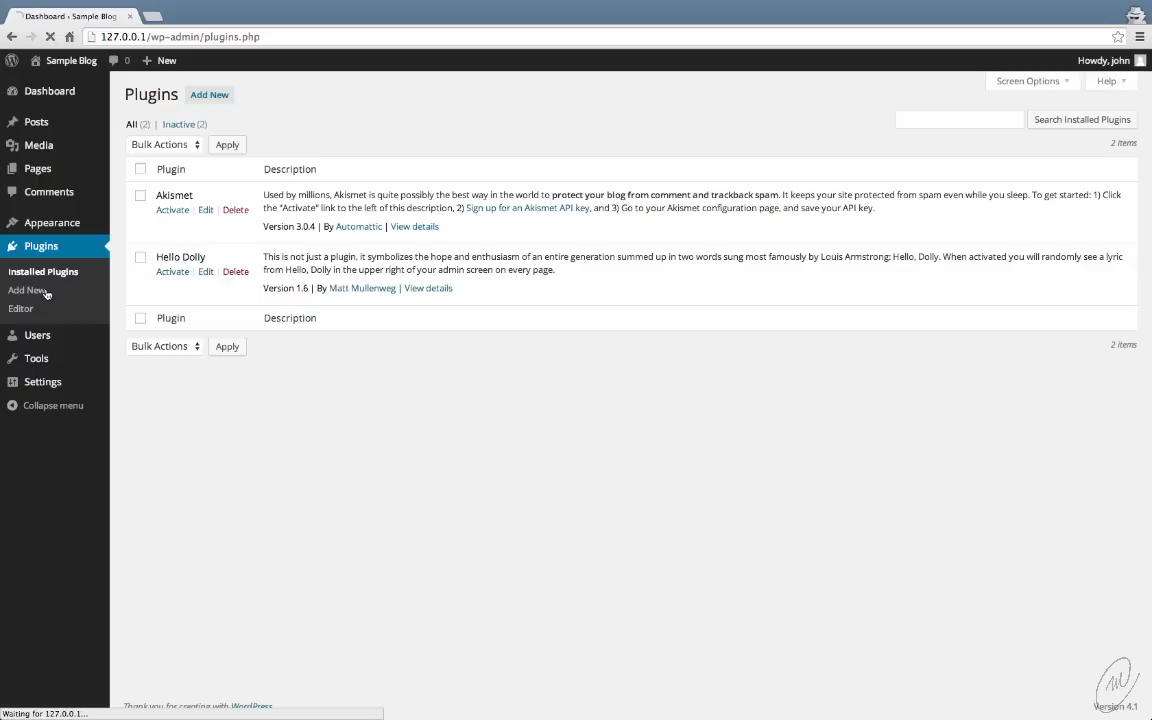 Dashboard ‹ Sample Blog
127.0.0.1/wp-admin/plugins.php
Sample Blog 0 New Howdy, john
Dashboard
Posts
Media
Pages
Comments
Appearance
Plugins
Installed Plugins
Add New
Editor
Users
Tools
Settings
Collapse menu
Screen Options Help
Plugins Add New
All (2) | Inactive (2)
Search Installed Plugins
Bulk Actions Apply
2 items
Plugin Description
Akismet
Activate | Edit | Delete
Used by millions, Akismet is quite possibly the best way in the world to protect your blog from comment and trackback spam. It keeps your site protected from spam even while you sleep. To get started: 1) Click
the "Activate" link to the left of this description, 2) Sign up for an Akismet API key, and 3) Go to your Akismet configuration page, and save your API key.
Version 3.0.4 | By Automattic | View details
Hello Dolly
Activate | Edit | Delete
This is not just a plugin, it symbolizes the hope and enthusiasm of an entire generation summed up in two words sung most famously by Louis Armstrong: Hello, Dolly. When activated you will randomly see a lyric
from Hello, Dolly in the upper right of your admin screen on every page.
Version 1.6 | By Matt Mullenweg | View details
Plugin Description
Bulk Actions Apply
2 items
Thank you for creating with WordPress
Version 4.1
Waiting for 127.0.0.1...